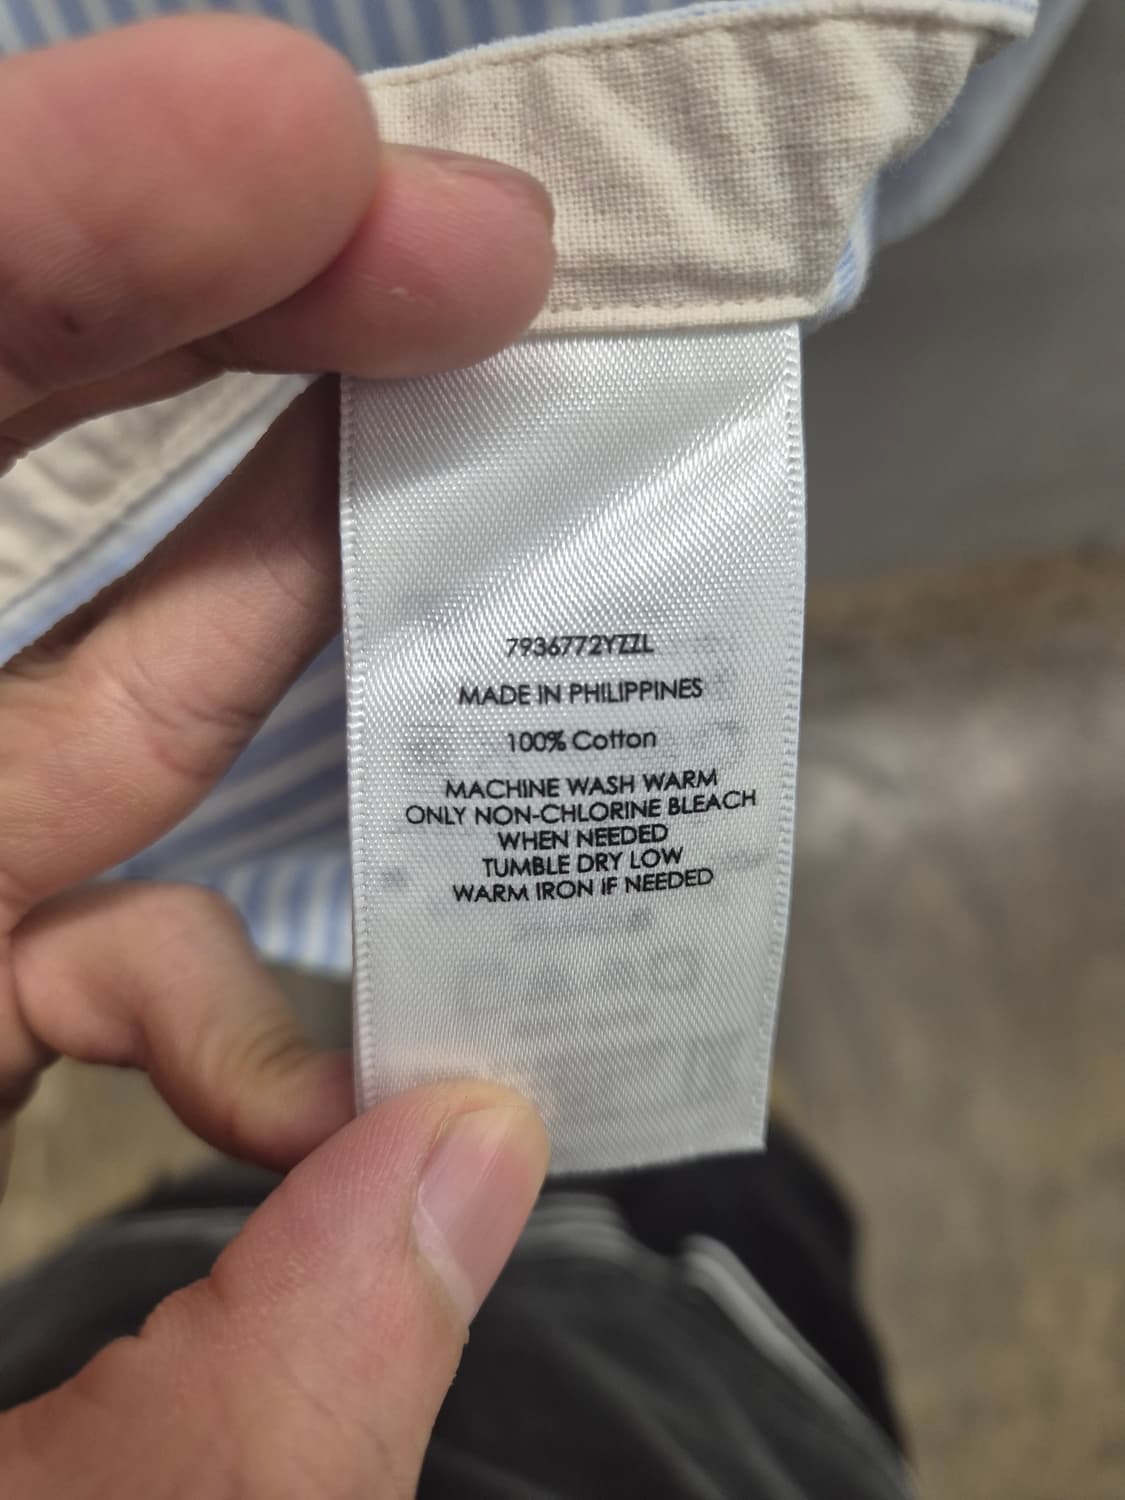 7936772YZZL
MADE IN PHILIPPINES
100% Cotton
MACHINE WASH WARM
ONLY NON-CHLORINE BLEACH
WHEN NEEDED
TUMBLE DRY LOW
WARM IRON IF NEEDED